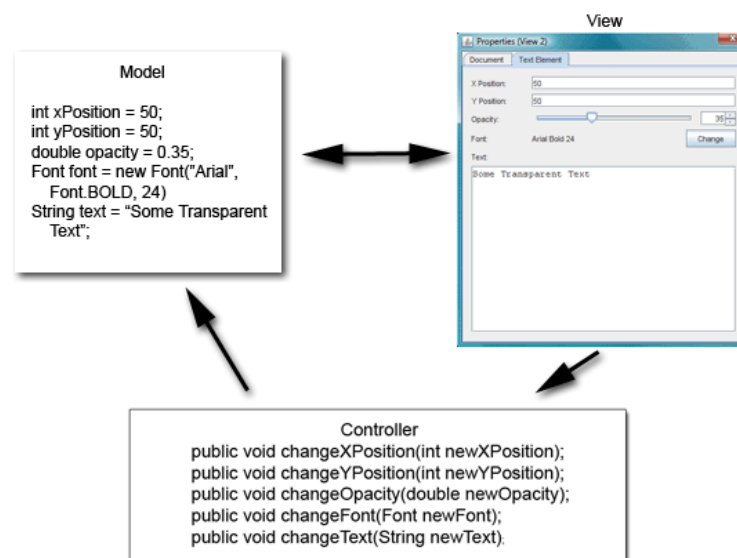 View
Model
int xPosition = 50;
int yPosition = 50;
double opacity = 0.35;
Font font = new Font("Arial",
Font.BOLD, 24)
String text = “Some Transparent
Text”;
Properties (View 2)
Document Text Element
X Position: 50
Y Position: 50
Opacity: 35
Font: Arial Bold 24 Change
Text:
Some Transparent Text
Controller
public void changeXPosition(int newXPosition);
public void changeYPosition(int newYPosition);
public void changeOpacity(double newOpacity);
public void changeFont(Font newFont);
public void changeText(String newText);